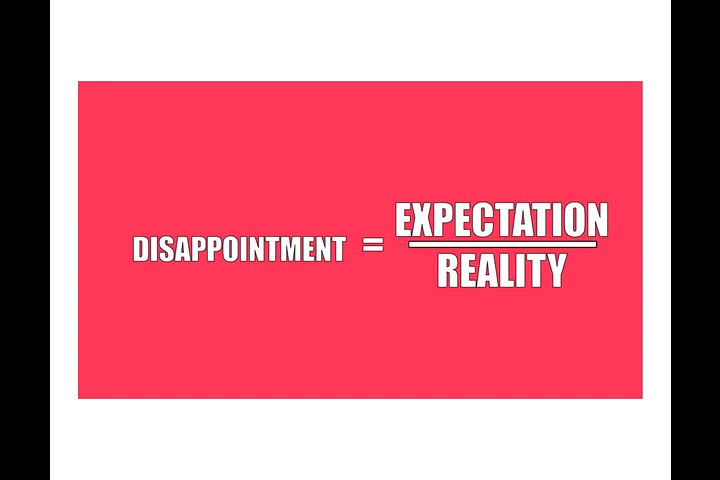 DISAPPOINTMENT = EXPECTATION
REALITY